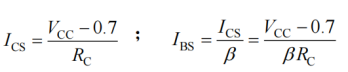 I_CS = (V_CC − 0.7) / R_C ; I_BS = I_CS / β = (V_CC − 0.7) / (βR_C)